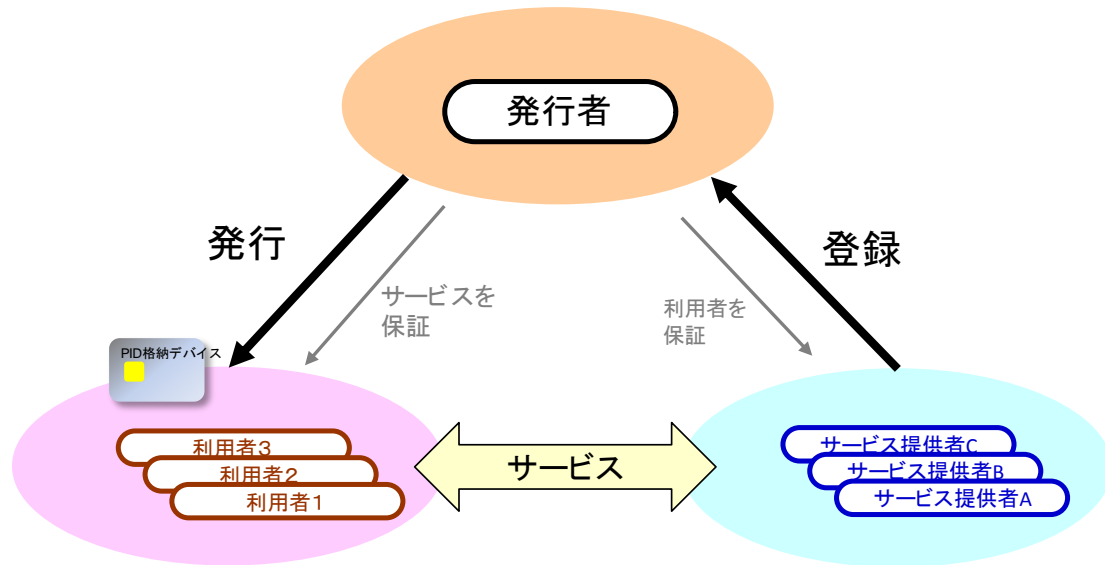 発行者
発行
登録
サービスを
保証
利用者を
保証
PID格納デバイス
利用者3
利用者2
利用者1
サービス
サービス提供者C
サービス提供者B
サービス提供者A